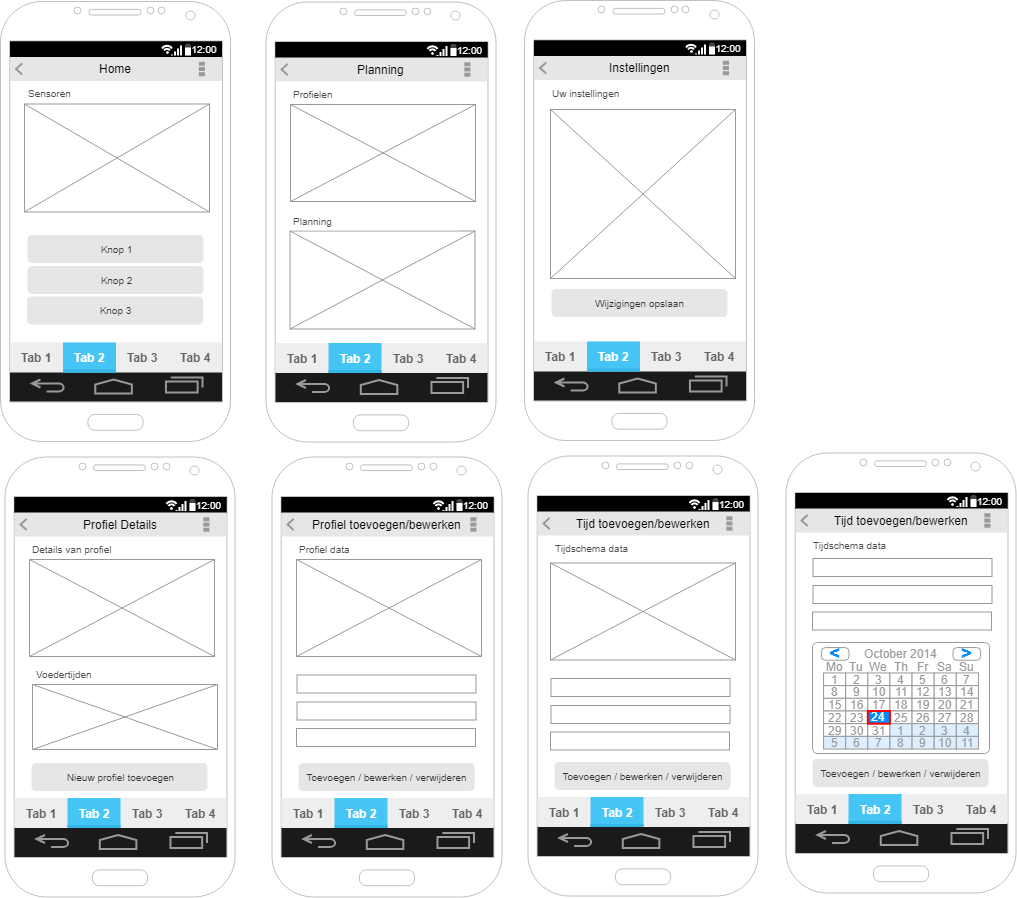 12:00
Home
Sensoren
Knop 1
Knop 2
Knop 3
Tab 1 Tab 2 Tab 3 Tab 4
12:00
Planning
Profielen
Planning
Tab 1 Tab 2 Tab 3 Tab 4
12:00
Instellingen
Uw instellingen
Wijzigingen opslaan
Tab 1 Tab 2 Tab 3 Tab 4
12:00
Profiel Details
Details van profiel
Voedertijden
Nieuw profiel toevoegen
Tab 1 Tab 2 Tab 3 Tab 4
12:00
Profiel toevoegen/bewerken
Profiel data
Toevoegen / bewerken / verwijderen
Tab 1 Tab 2 Tab 3 Tab 4
12:00
Tijd toevoegen/bewerken
Tijdschema data
Toevoegen / bewerken / verwijderen
Tab 1 Tab 2 Tab 3 Tab 4
12:00
Tijd toevoegen/bewerken
Tijdschema data
< October 2014 >
Mo Tu We Th Fr Sa Su
1 2 3 4 5 6 7
8 9 10 11 12 13 14
15 16 17 18 19 20 21
22 23 24 25 26 27 28
29 30 31 1 2 3 4
5 6 7 8 9 10 11
Toevoegen / bewerken / verwijderen
Tab 1 Tab 2 Tab 3 Tab 4